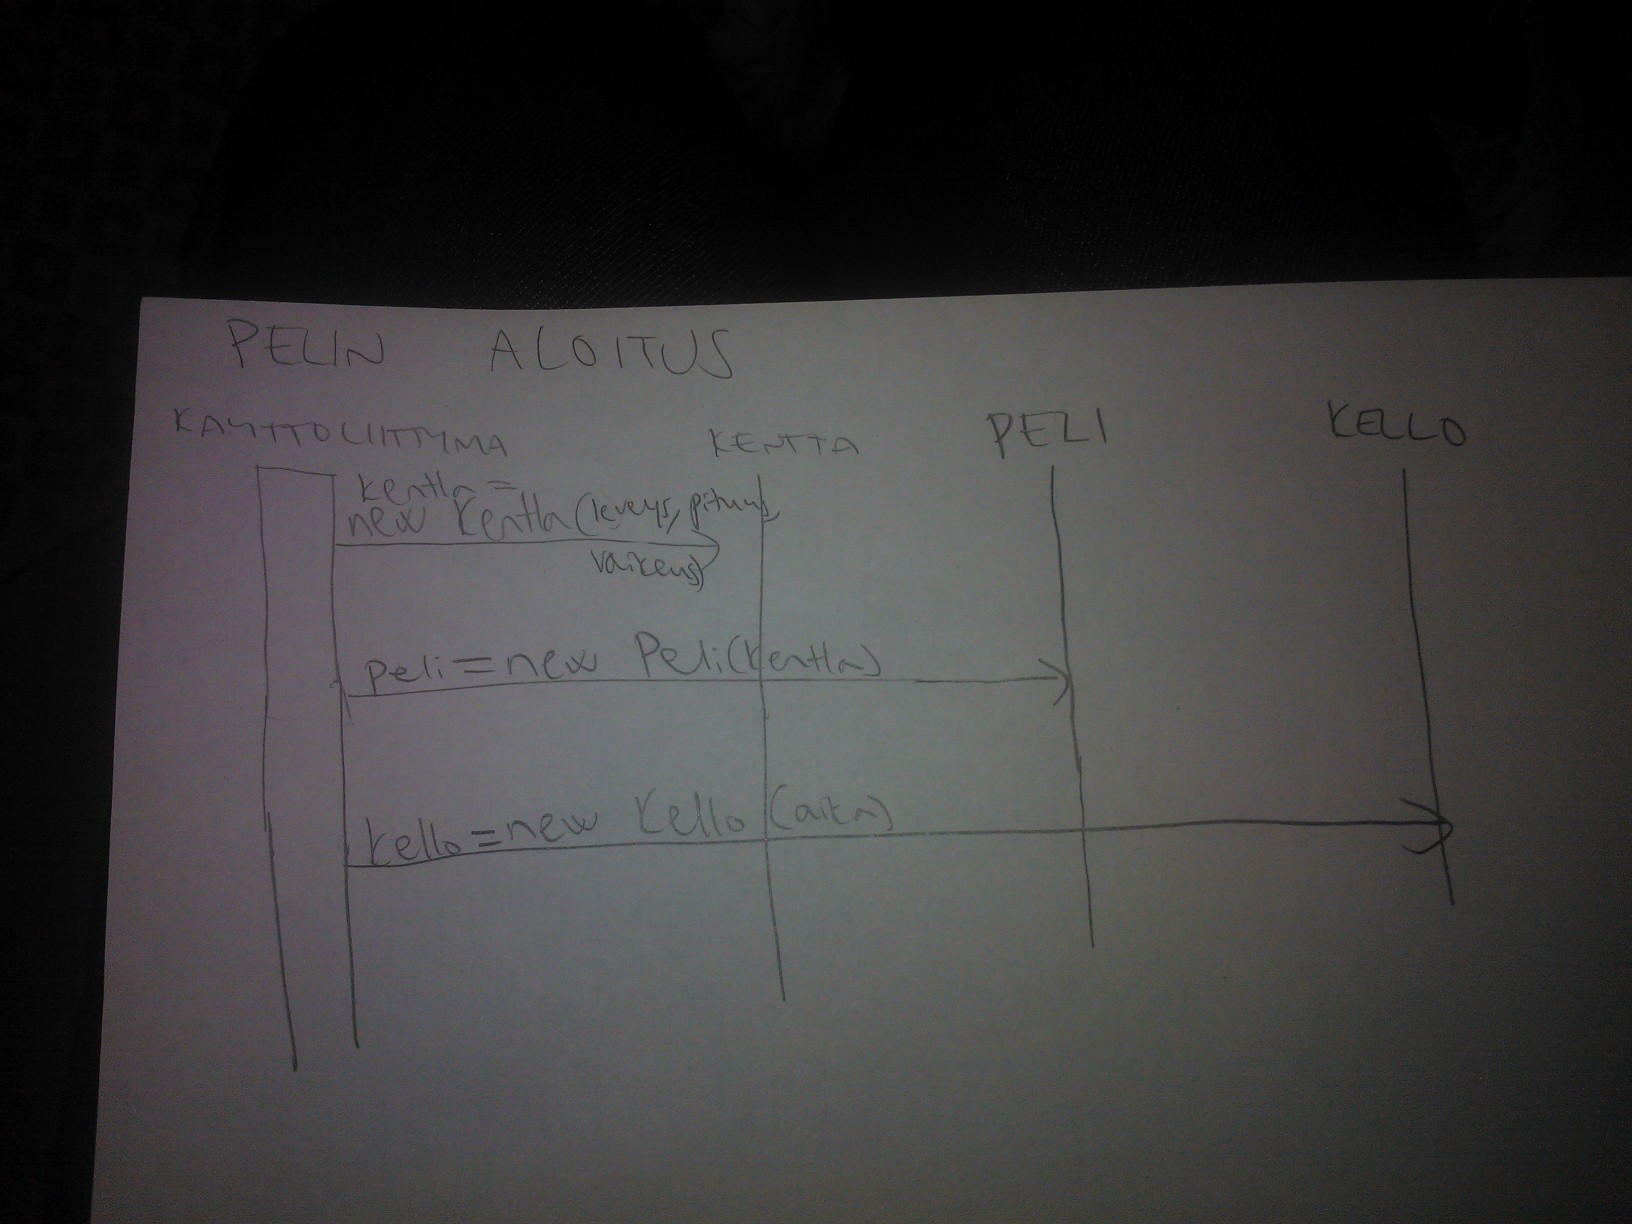 PELIN ALOITUS
KAYTTOLIITTYMA KENTTA PELI KELLO
kentta =
new Kentta(leveys, pituus,
vaikeus)
peli=new Peli(kentta)
kello=new Kello(aika)